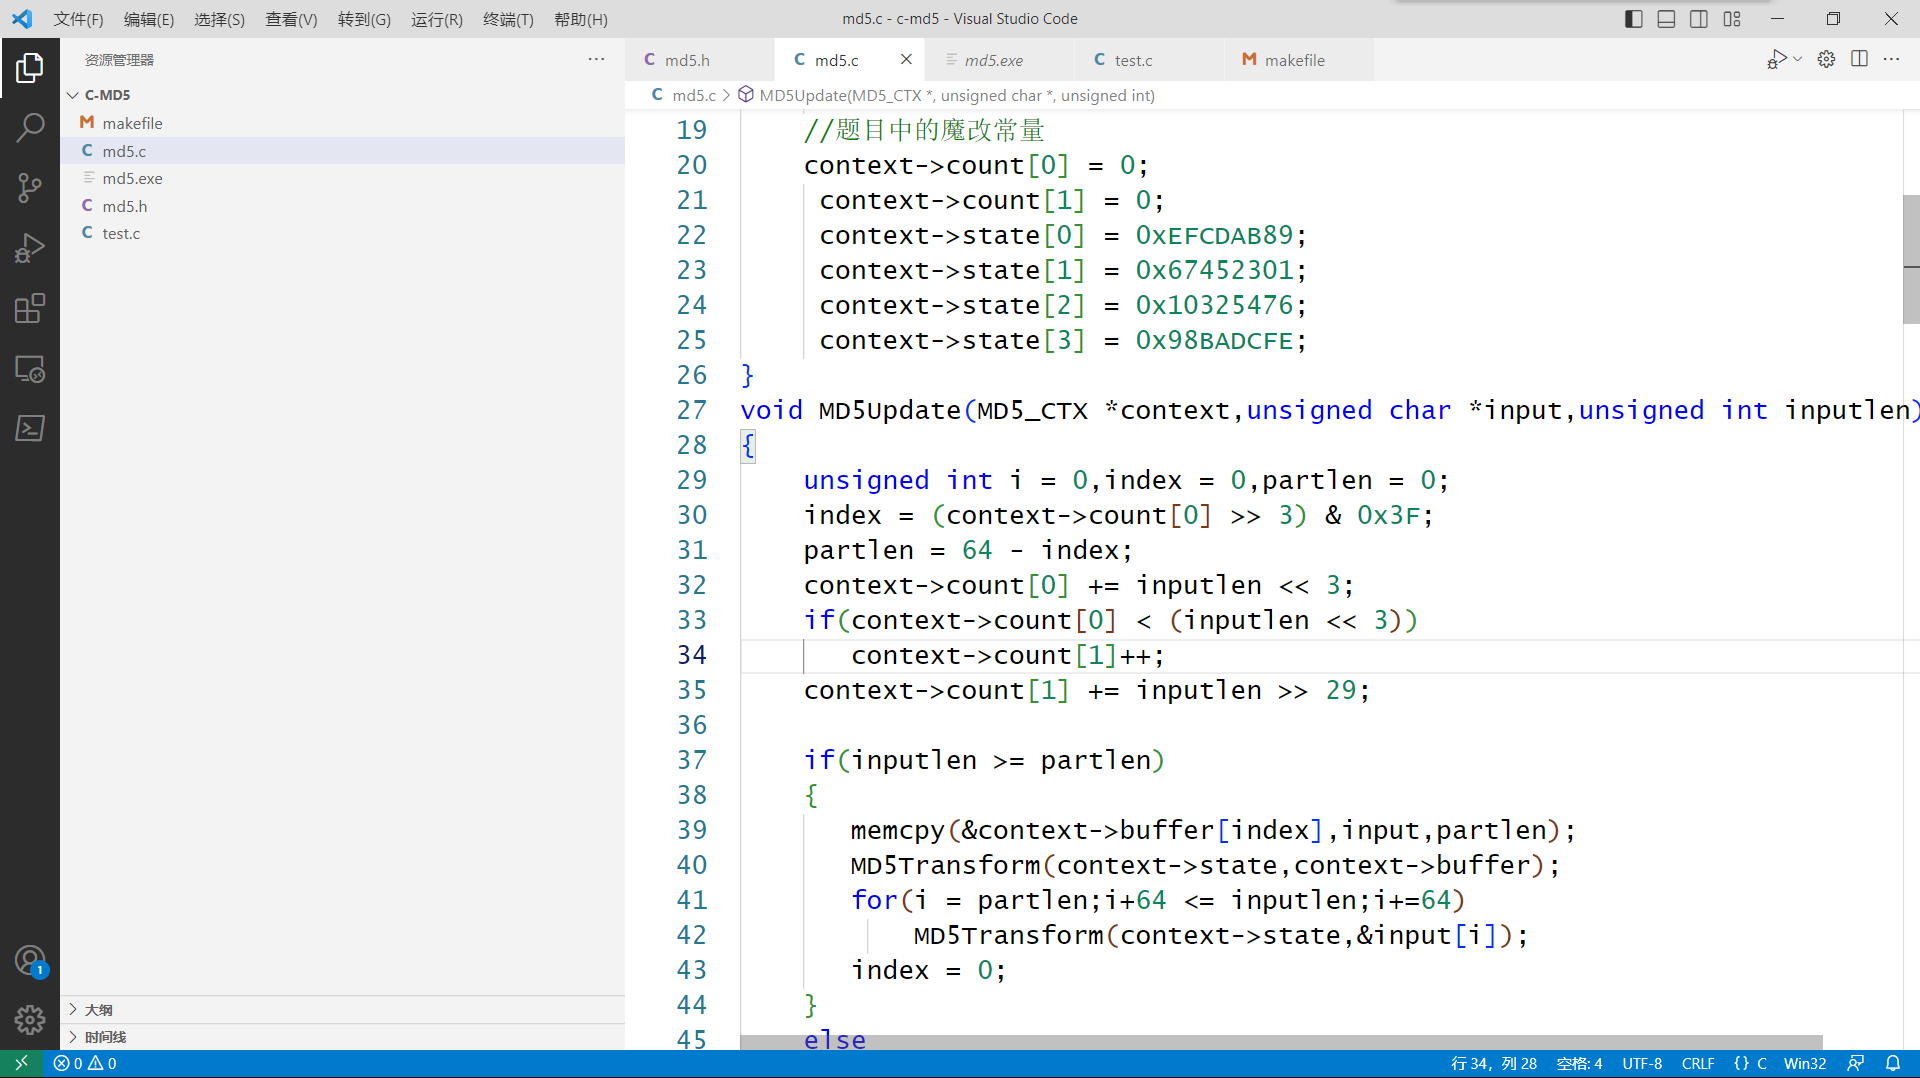 文件(F) 编辑(E) 选择(S) 查看(V) 转到(G) 运行(R) 终端(T) 帮助(H)
md5.c - c-md5 - Visual Studio Code
资源管理器
C-MD5
M makefile
C md5.c
md5.exe
C md5.h
C test.c
大纲
时间线
1
C md5.h
C md5.c
md5.exe
C test.c
M makefile
C md5.c > MD5Update(MD5_CTX *, unsigned char *, unsigned int)
19 //题目中的魔改常量
20 context->count[0] = 0;
21 context->count[1] = 0;
22 context->state[0] = 0xEFCDAB89;
23 context->state[1] = 0x67452301;
24 context->state[2] = 0x10325476;
25 context->state[3] = 0x98BADCFE;
26 }
27 void MD5Update(MD5_CTX *context,unsigned char *input,unsigned int inputlen)
28 {
29 unsigned int i = 0,index = 0,partlen = 0;
30 index = (context->count[0] >> 3) & 0x3F;
31 partlen = 64 - index;
32 context->count[0] += inputlen << 3;
33 if(context->count[0] < (inputlen << 3))
34 context->count[1]++;
35 context->count[1] += inputlen >> 29;
36
37 if(inputlen >= partlen)
38 {
39 memcpy(&context->buffer[index],input,partlen);
40 MD5Transform(context->state,context->buffer);
41 for(i = partlen;i+64 <= inputlen;i+=64)
42 MD5Transform(context->state,&input[i]);
43 index = 0;
44 }
45 else
0 0
行 34，列 28 空格: 4 UTF-8 CRLF {} C Win32